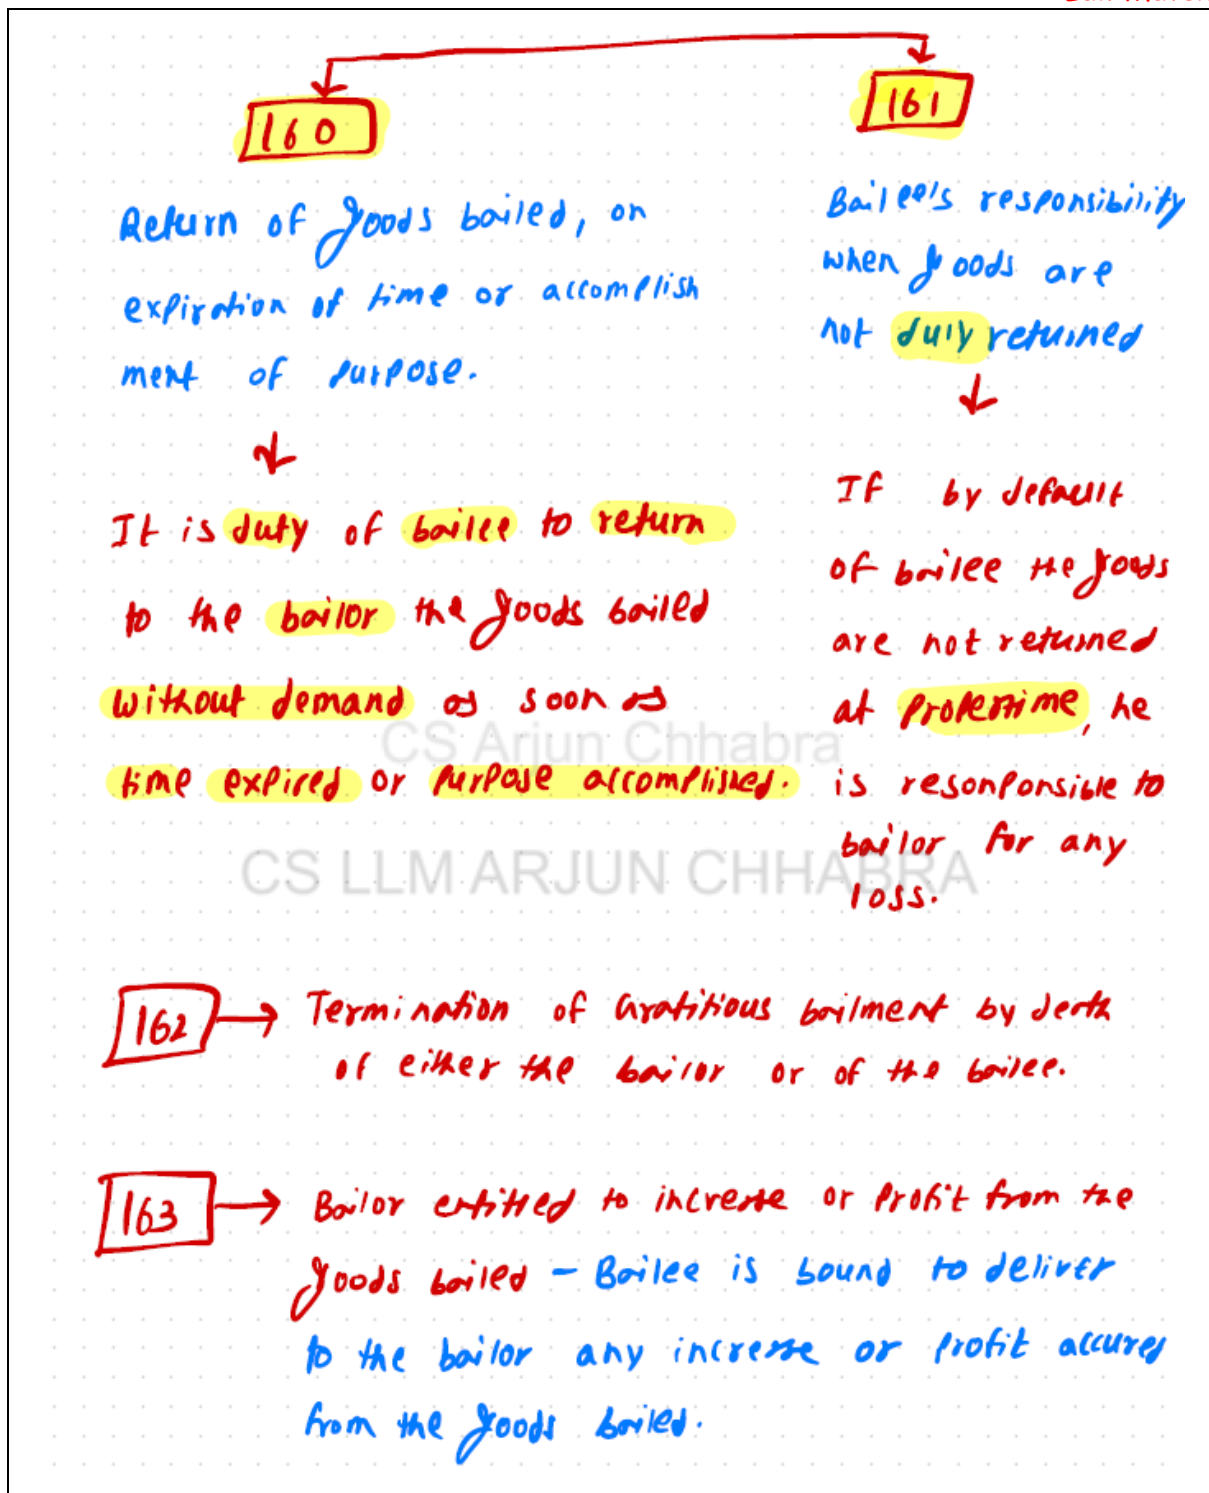 160
Return of goods bailed, on
expiration of time or accomplish
ment of purpose.
It is duty of bailee to return
to the bailor the goods bailed
without demand as soon as
time expired or purpose accomplished.
161
Bailee's responsibility
when goods are
not duly returned
If by default
of bailee the goods
are not returned
at proper time, he
is resonponsible to
bailor for any
loss.
CS Arjun Chhabra
CS LLM ARJUN CHHABRA
162 → Termination of Gratitious bailment by death
of either the bailor or of the bailee.
163 → Bailor entitled to increase or profit from the
goods bailed - Bailee is bound to deliver
to the bailor any increase or profit accures
from the goods bailed.